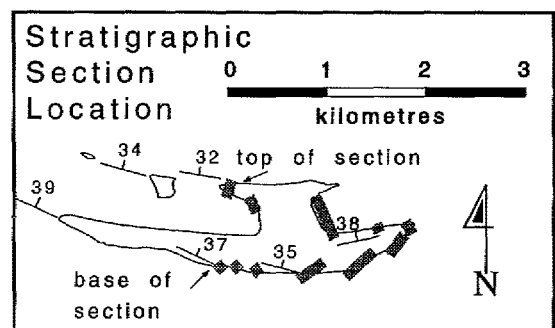 Stratigraphic
Section
Location
0 1 2 3
kilometres
34
32
top of section
39
38
37
35
base of
section
N